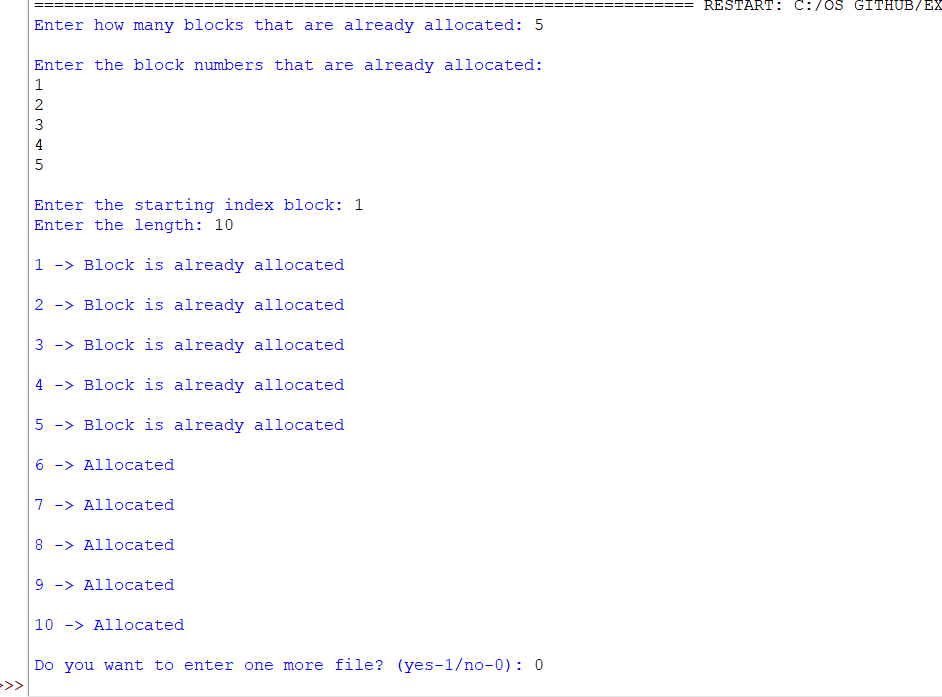 ===================================================================== RESTART: C:/OS GITHUB/EX
Enter how many blocks that are already allocated: 5
Enter the block numbers that are already allocated:
1
2
3
4
5
Enter the starting index block: 1
Enter the length: 10
1 -> Block is already allocated
2 -> Block is already allocated
3 -> Block is already allocated
4 -> Block is already allocated
5 -> Block is already allocated
6 -> Allocated
7 -> Allocated
8 -> Allocated
9 -> Allocated
10 -> Allocated
Do you want to enter one more file? (yes-1/no-0): 0
>>>